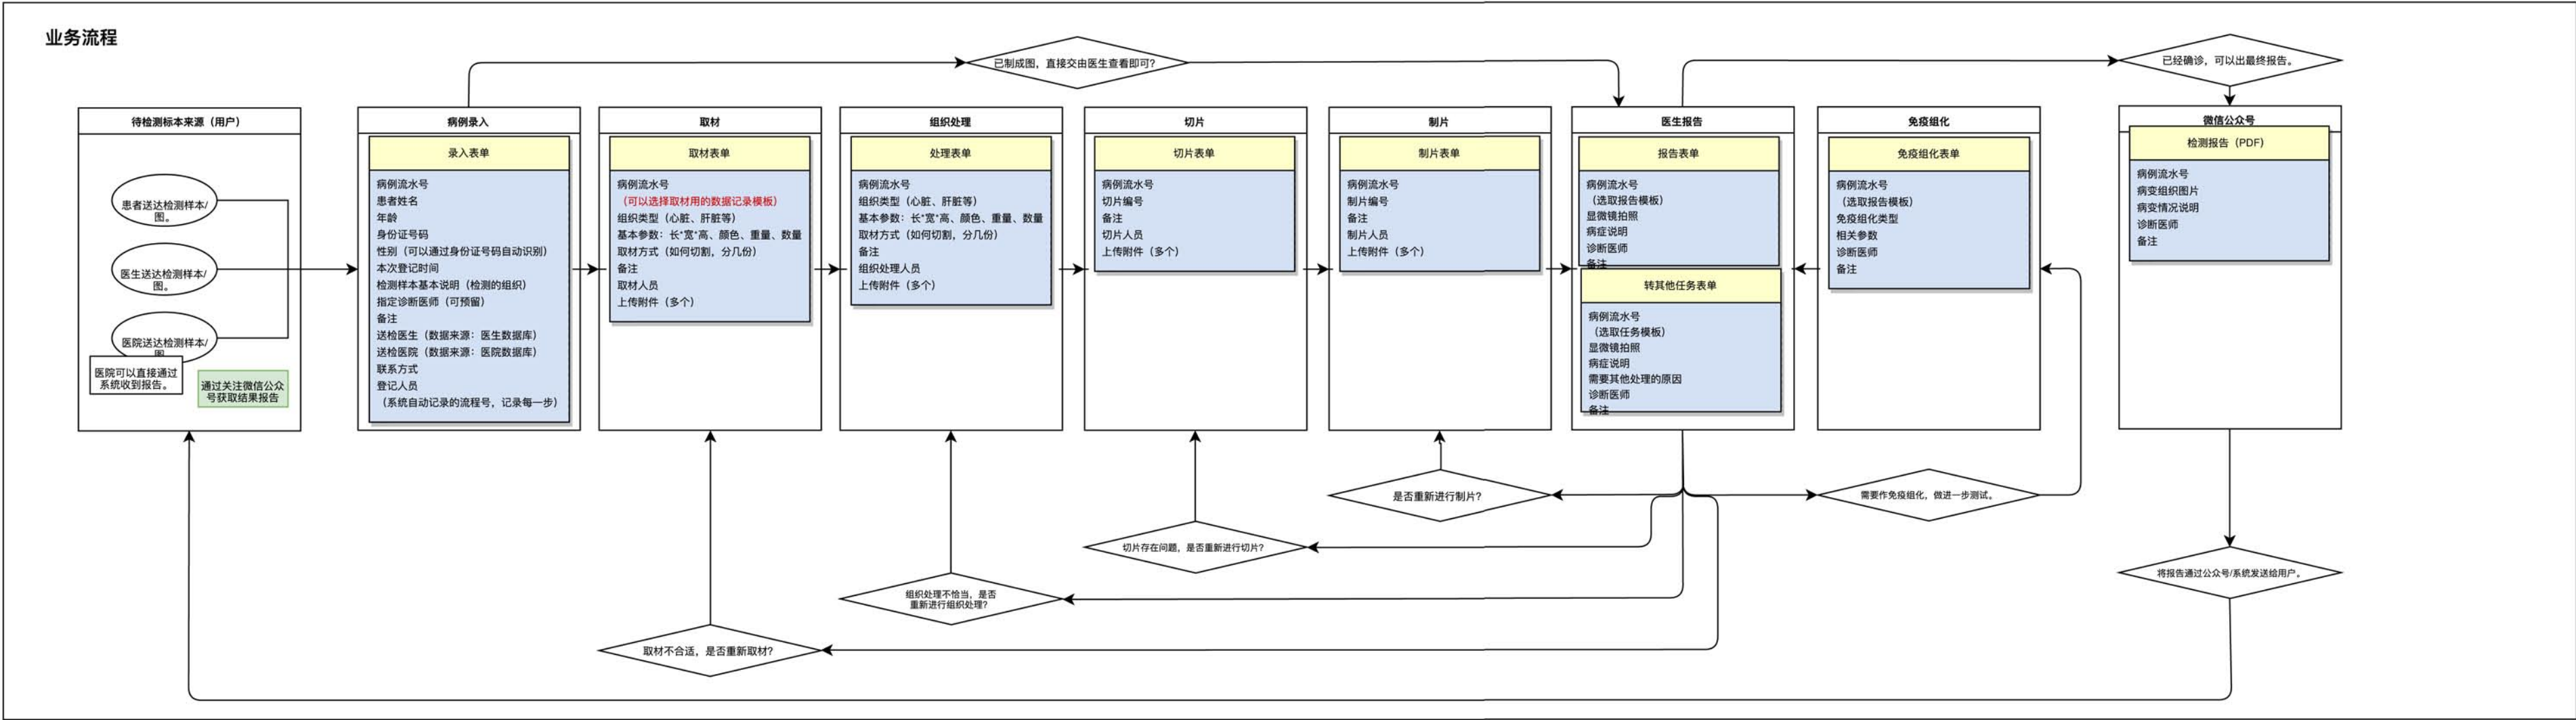 业务流程
已制成图，直接交由医生查看即可？
已经确诊，可以出最终报告。
待检测标本来源（用户）
患者送达检测样本/
图。
医生送达检测样本/
图。
医院送达检测样本/
图
医院可以直接通过
系统收到报告。
通过关注微信公众
号获取结果报告
病例录入
录入表单
病例流水号
患者姓名
年龄
身份证号码
性别（可以通过身份证号码自动识别）
本次登记时间
检测样本基本说明（检测的组织）
指定诊断医师（可预留）
备注
送检医生（数据来源：医生数据库）
送检医院（数据来源：医院数据库）
联系方式
登记人员
（系统自动记录的流程号，记录每一步）
取材
取材表单
病例流水号
（可以选择取材用的数据记录模板）
组织类型（心脏、肝脏等）
基本参数：长*宽*高、颜色、重量、数量
取材方式（如何切割，分几份）
备注
取材人员
上传附件（多个）
组织处理
处理表单
病例流水号
组织类型（心脏、肝脏等）
基本参数：长*宽*高、颜色、重量、数量
取材方式（如何切割，分几份）
备注
组织处理人员
上传附件（多个）
切片
切片表单
病例流水号
切片编号
备注
切片人员
上传附件（多个）
制片
制片表单
病例流水号
制片编号
备注
制片人员
上传附件（多个）
医生报告
报告表单
病例流水号
（选取报告模板）
显微镜拍照
病症说明
诊断医师
备注
转其他任务表单
病例流水号
（选取任务模板）
显微镜拍照
病症说明
需要其他处理的原因
诊断医师
备注
免疫组化
免疫组化表单
病例流水号
（选取报告模板）
免疫组化类型
相关参数
诊断医师
备注
微信公众号
检测报告（PDF）
病例流水号
病变组织图片
病变情况说明
诊断医师
备注
是否重新进行制片？
需要作免疫组化，做进一步测试。
切片存在问题，是否重新进行切片？
组织处理不恰当，是否
重新进行组织处理？
取材不合适，是否重新取材？
将报告通过公众号/系统发送给用户。